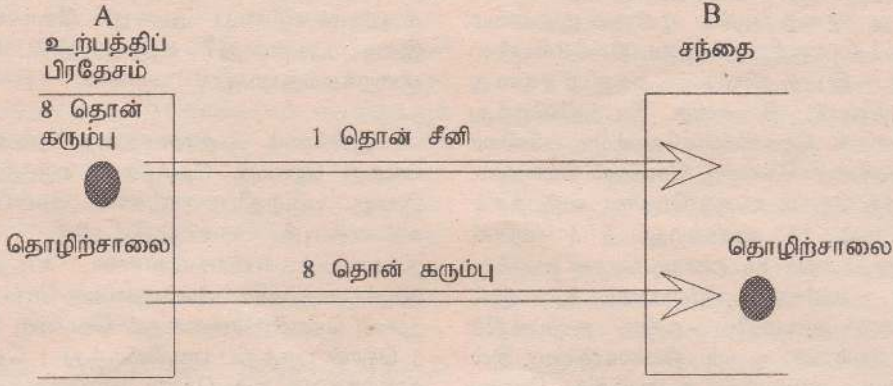 A
உற்பத்திப்
பிரதேசம்
B
சந்தை
8 தொன்
கரும்பு
1 தொன் சீனி
தொழிற்சாலை
8 தொன் கரும்பு
தொழிற்சாலை